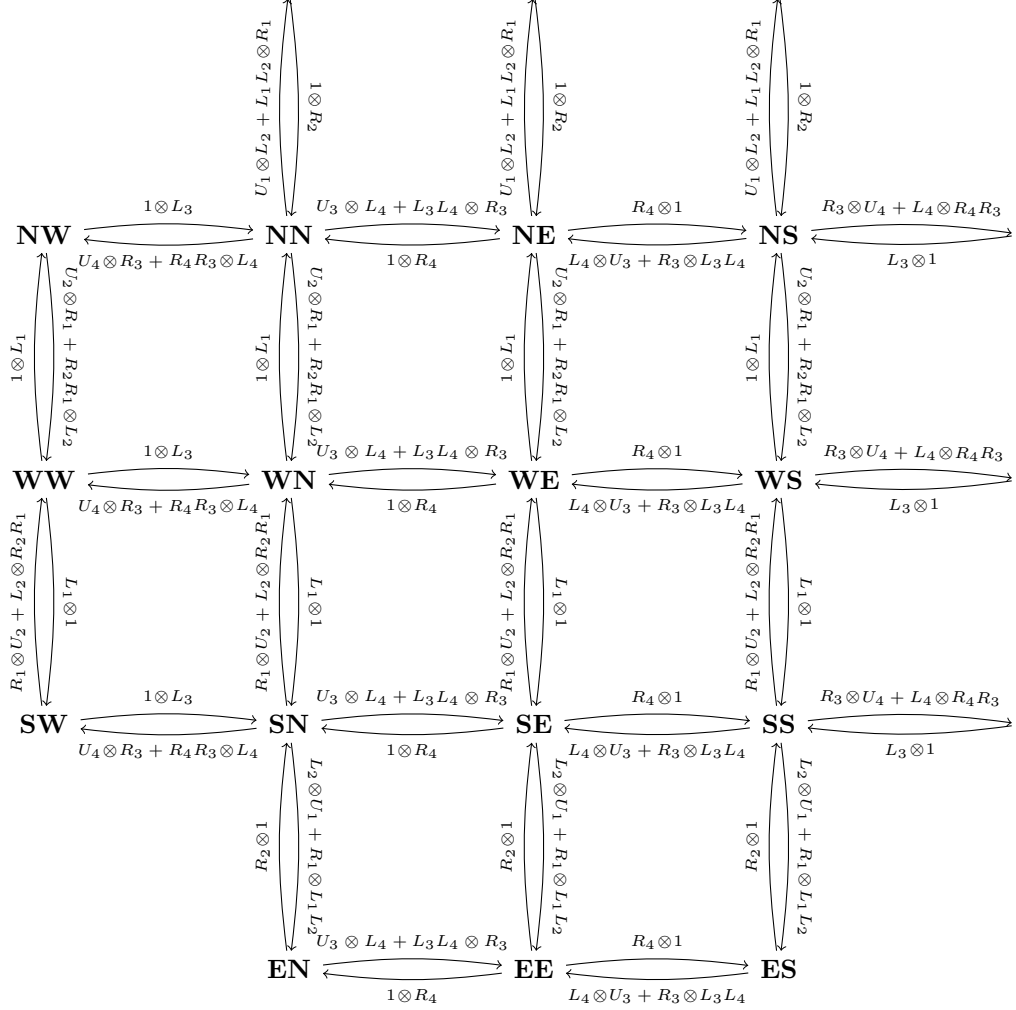 U₁⊗L₂ + L₁L₂⊗R₁ 1⊗R₂ U₁⊗L₂ + L₁L₂⊗R₁ 1⊗R₂ U₁⊗L₂ + L₁L₂⊗R₁ 1⊗R₂
1⊗L₃ U₃ ⊗ L₄ + L₃L₄ ⊗ R₃ R₄⊗1 R₃⊗U₄ + L₄⊗R₄R₃
NW NN NE NS
U₄⊗R₃ + R₄R₃⊗L₄ 1⊗R₄ L₄⊗U₃ + R₃⊗L₃L₄ L₃⊗1
1⊗L₁ U₂⊗R₁ + R₂R₁⊗L₂ 1⊗L₁ U₂⊗R₁ + R₂R₁⊗L₂ 1⊗L₁ U₂⊗R₁ + R₂R₁⊗L₂ 1⊗L₁ U₂⊗R₁ + R₂R₁⊗L₂
1⊗L₃ U₃ ⊗ L₄ + L₃L₄ ⊗ R₃ R₄⊗1 R₃⊗U₄ + L₄⊗R₄R₃
WW WN WE WS
U₄⊗R₃ + R₄R₃⊗L₄ 1⊗R₄ L₄⊗U₃ + R₃⊗L₃L₄ L₃⊗1
R₁⊗U₂ + L₂⊗R₂R₁ L₁⊗1 R₁⊗U₂ + L₂⊗R₂R₁ L₁⊗1 R₁⊗U₂ + L₂⊗R₂R₁ L₁⊗1 R₁⊗U₂ + L₂⊗R₂R₁ L₁⊗1
1⊗L₃ U₃ ⊗ L₄ + L₃L₄ ⊗ R₃ R₄⊗1 R₃⊗U₄ + L₄⊗R₄R₃
SW SN SE SS
U₄⊗R₃ + R₄R₃⊗L₄ 1⊗R₄ L₄⊗U₃ + R₃⊗L₃L₄ L₃⊗1
R₂⊗1 L₂⊗U₁ + R₁⊗L₁L₂ R₂⊗1 L₂⊗U₁ + R₁⊗L₁L₂ R₂⊗1 L₂⊗U₁ + R₁⊗L₁L₂
U₃ ⊗ L₄ + L₃L₄ ⊗ R₃ R₄⊗1
EN EE ES
1⊗R₄ L₄⊗U₃ + R₃⊗L₃L₄